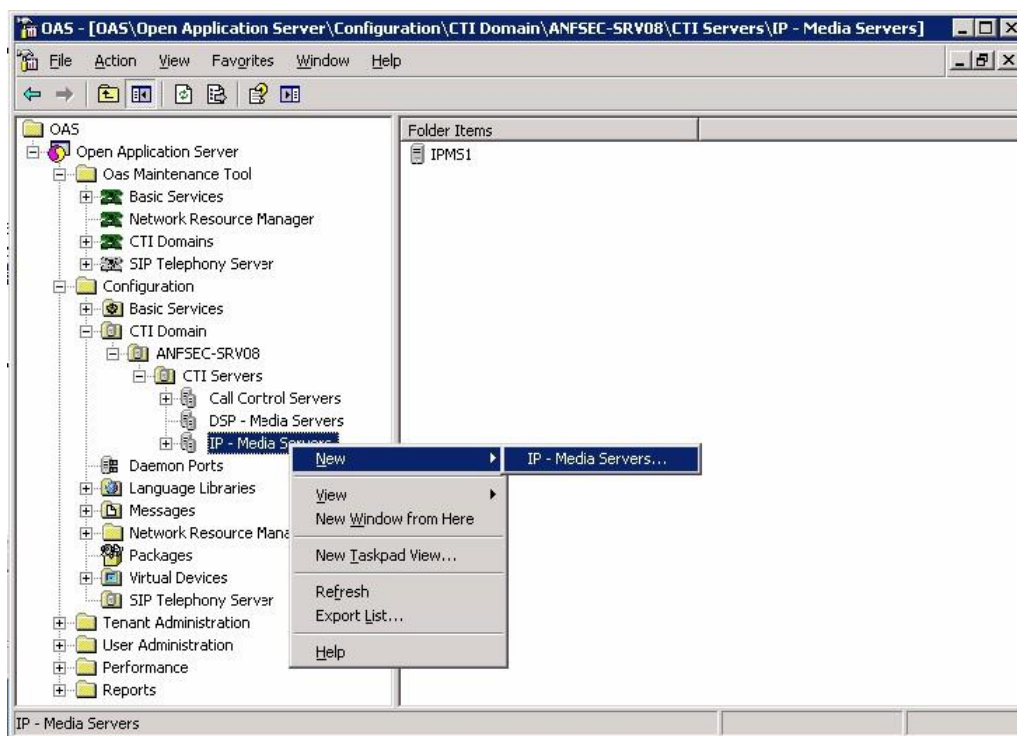 OAS - [OAS\Open Application Server\Configuration\CTI Domain\ANFSEC-SRV08\CTI Servers\IP - Media Servers]
File Action View Favorites Window Help
OAS
Open Application Server
Oas Maintenance Tool
Basic Services
Network Resource Manager
CTI Domains
SIP Telephony Server
Configuration
Basic Services
CTI Domain
ANFSEC-SRV08
CTI Servers
Call Control Servers
DSP - Media Servers
IP - Media Servers
Daemon Ports
Language Libraries
Messages
Network Resource Mana
Packages
Virtual Devices
SIP Telephony Server
Tenant Administration
User Administration
Performance
Reports
Folder Items
IPMS1
New
IP - Media Servers...
View
New Window from Here
New Taskpad View...
Refresh
Export List...
Help
IP - Media Servers